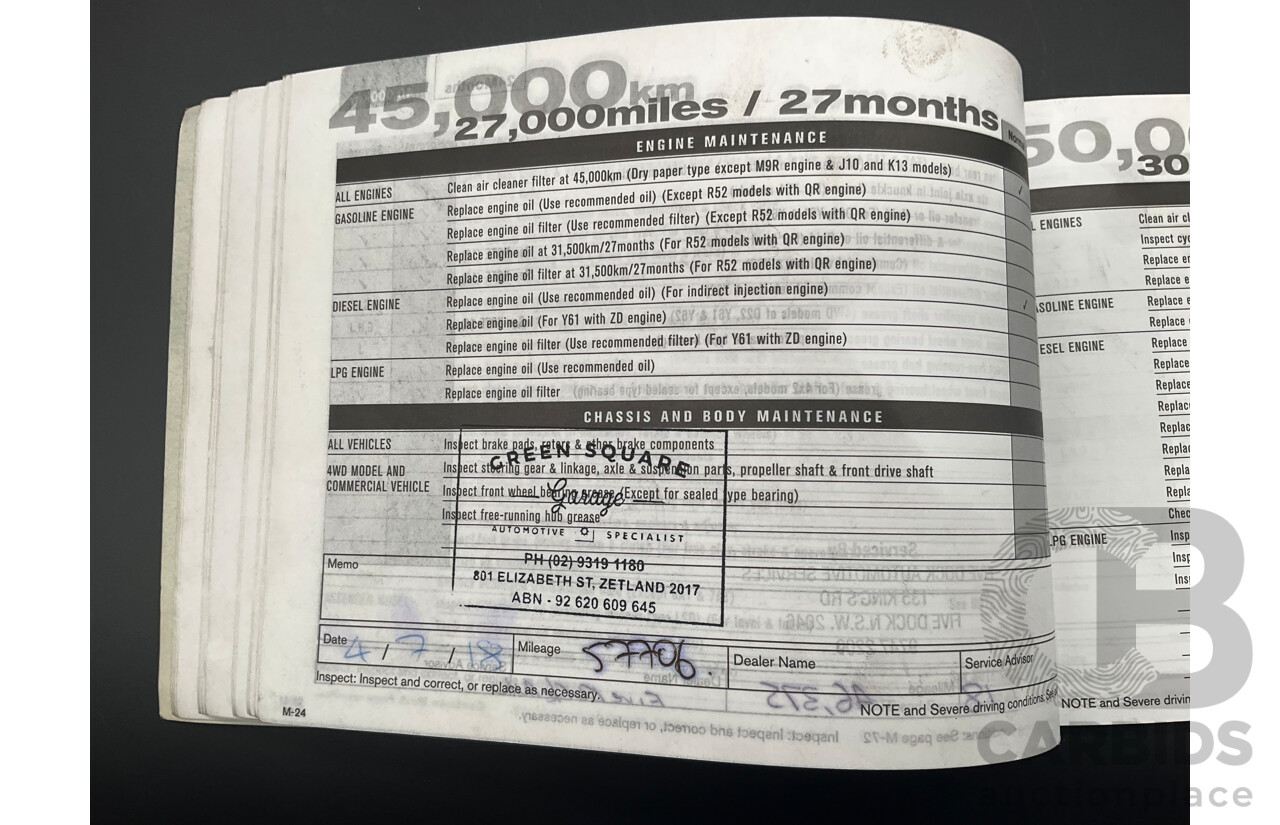 45,000km
27,000miles / 27months
ENGINE MAINTENANCE
ALL ENGINES Clean air cleaner filter at 45,000km (Dry paper type except M9R engine & J10 and K13 models) ✓
GASOLINE ENGINE Replace engine oil (Use recommended oil) (Except R52 models with QR engine)
Replace engine oil filter (Use recommended filter) (Except R52 models with QR engine)
Replace engine oil at 31,500km/27months (For R52 models with QR engine)
Replace engine oil filter at 31,500km/27months (For R52 models with QR engine)
DIESEL ENGINE Replace engine oil (Use recommended oil) (For indirect injection engine) ✓
Replace engine oil (For Y61 with ZD engine)
Replace engine oil filter (Use recommended filter) (For Y61 with ZD engine)
LPG ENGINE Replace engine oil (Use recommended oil)
Replace engine oil filter
CHASSIS AND BODY MAINTENANCE
ALL VEHICLES Inspect brake pads, rotors & other brake components
4WD MODEL AND Inspect steering gear & linkage, axle & suspension parts, propeller shaft & front drive shaft
COMMERCIAL VEHICLE Inspect front wheel bearing grease (Except for sealed type bearing)
Inspect free-running hub grease
GREEN SQUARE
Garage
AUTOMOTIVE SPECIALIST
PH (02) 9319 1180
801 ELIZABETH ST, ZETLAND 2017
ABN - 92 620 609 645
Memo
Date 4 / 7 / 18 Mileage 57706. Dealer Name Service Advisor
Inspect: Inspect and correct, or replace as necessary.
NOTE and Severe driving conditions:
M-24
30
ENGINES Clean air
Inspect
Replace
Replace
GASOLINE ENGINE Replace
Replace
ESEL ENGINE Replace
Replace
Replace
LPG ENGINE
NOTE and Severe
CARBIDS
auctionplace